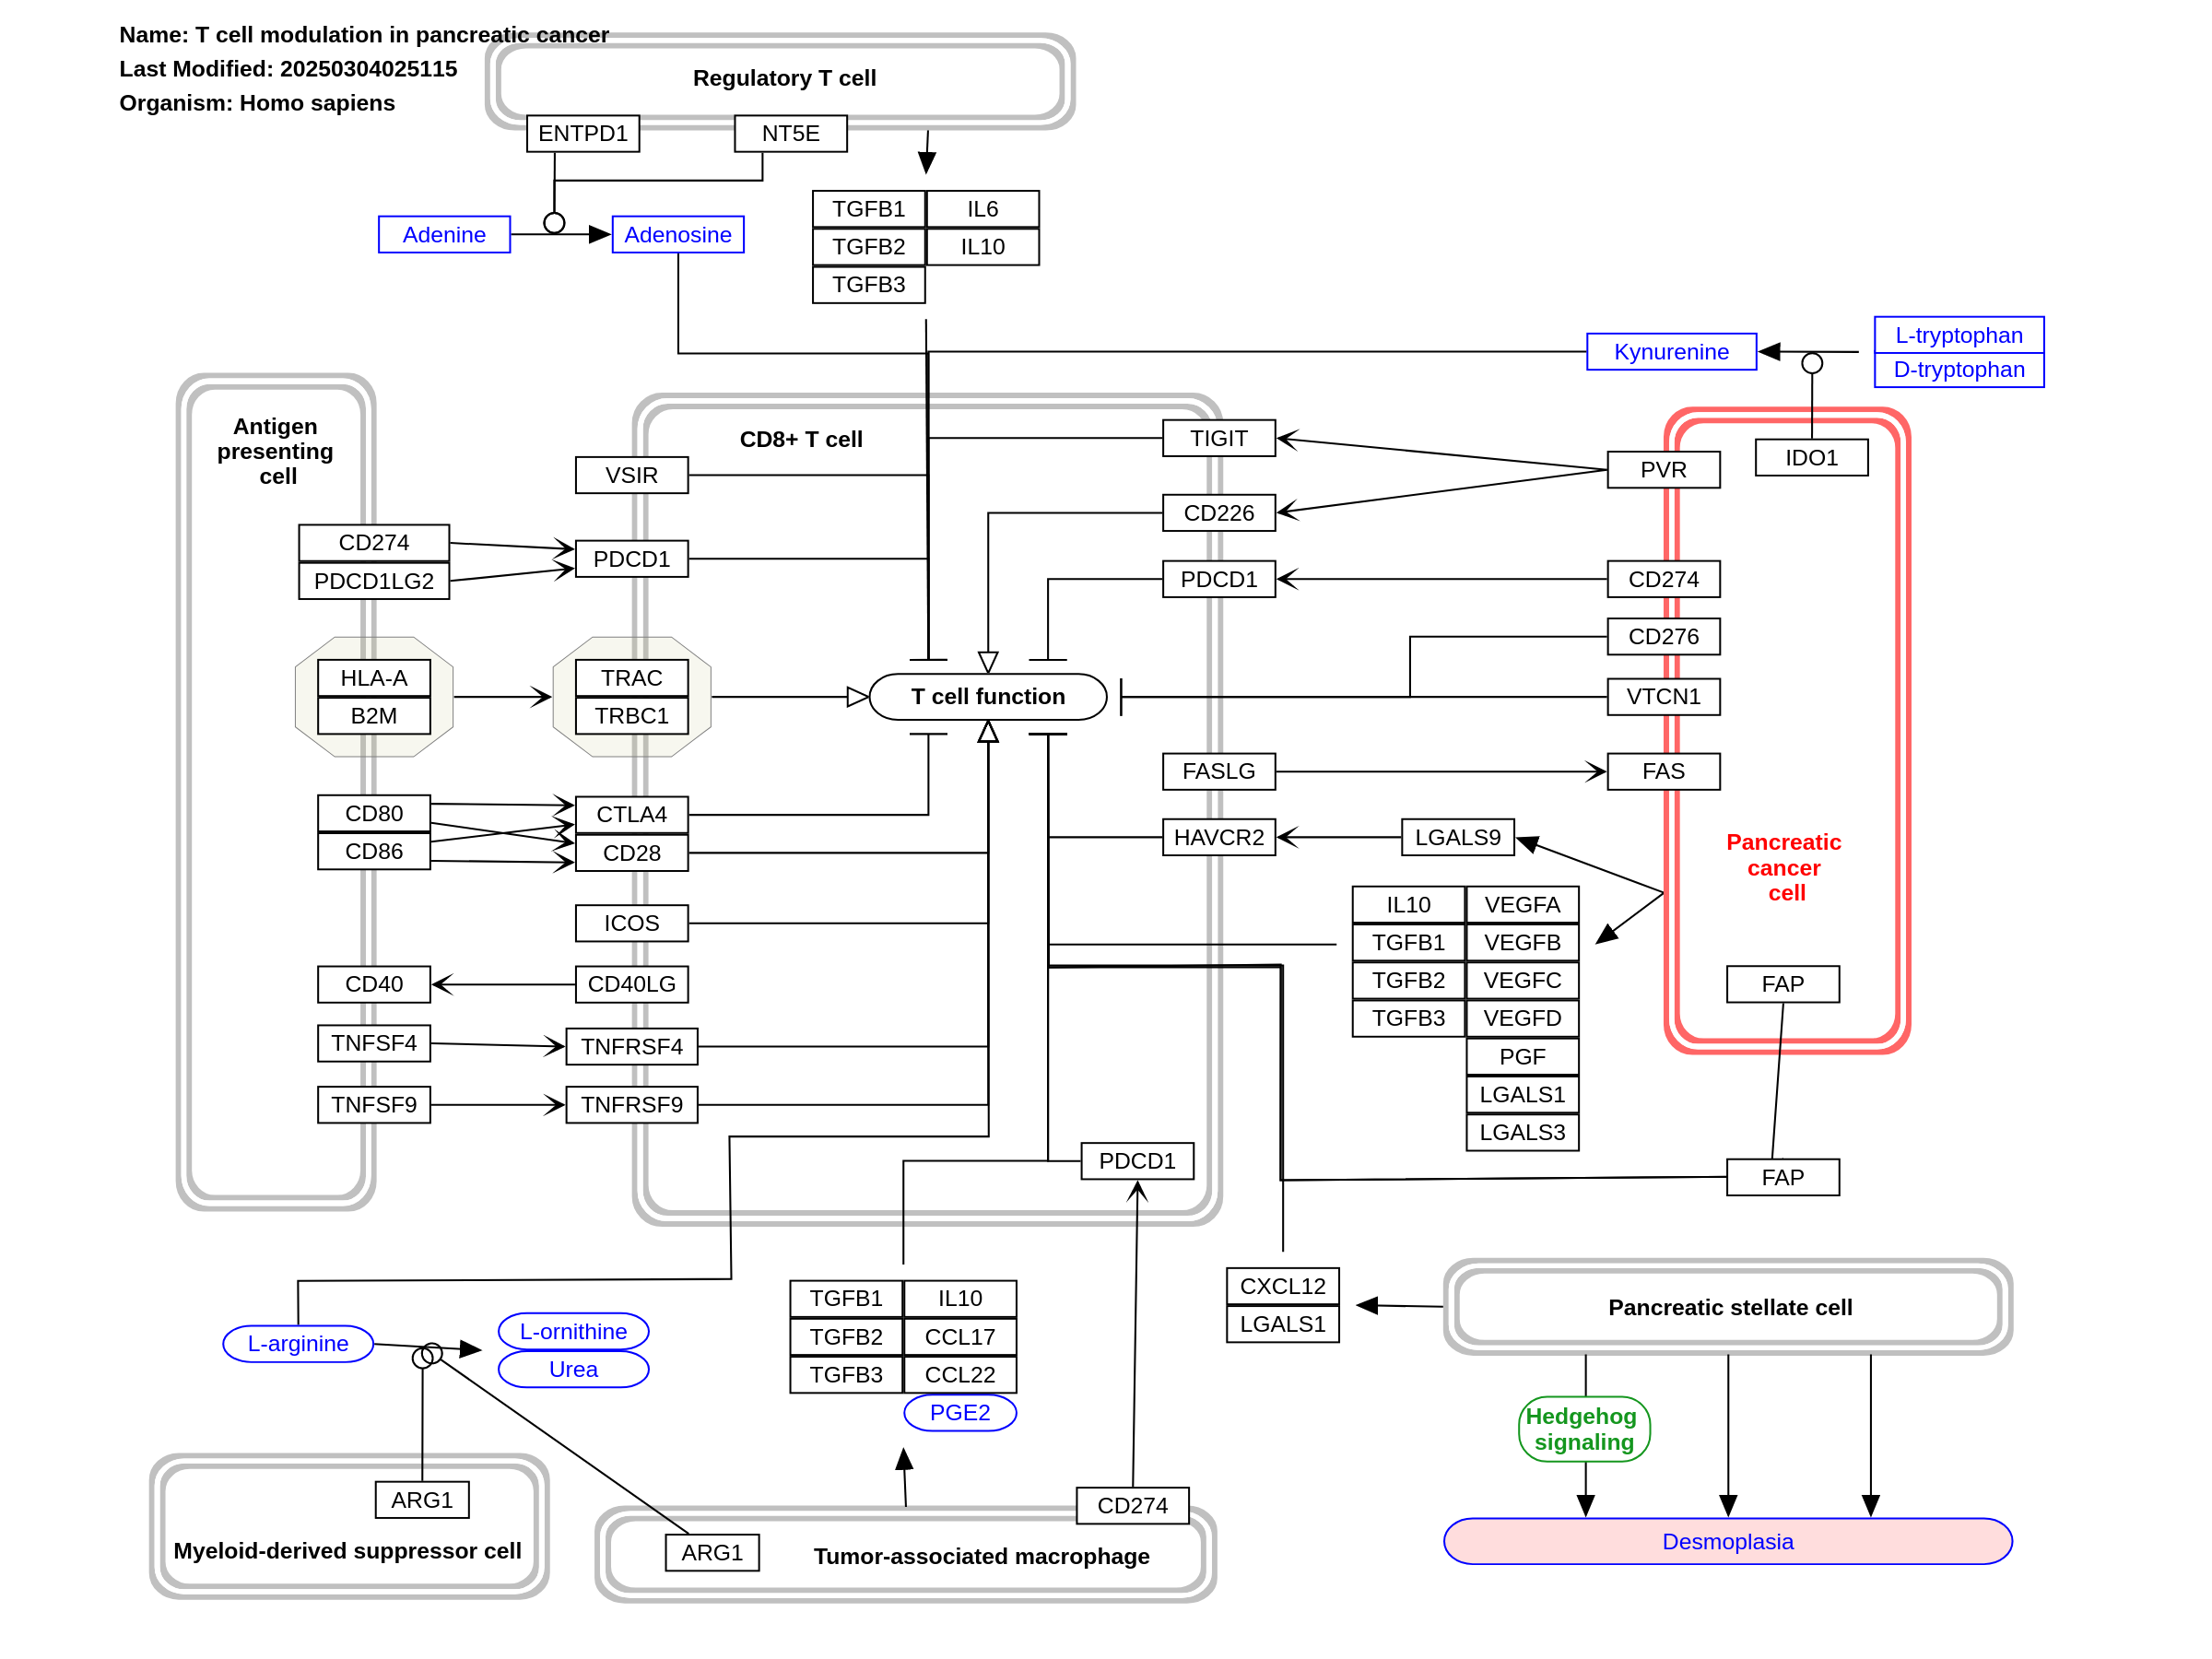 Name: T cell modulation in pancreatic cancer
Last Modified: 20250304025115
Organism: Homo sapiens
Regulatory T cell
ENTPD1
NT5E
Adenine
Adenosine
TGFB1
IL6
TGFB2
IL10
TGFB3
Kynurenine
L-tryptophan
D-tryptophan
Antigen
presenting
cell
CD8+ T cell
VSIR
TIGIT
CD226
PVR
IDO1
CD274
PDCD1LG2
PDCD1
PDCD1
CD274
CD276
HLA-A
B2M
TRAC
TRBC1
T cell function
VTCN1
FASLG
FAS
CD80
CD86
CTLA4
CD28
HAVCR2
LGALS9
Pancreatic
cancer
cell
ICOS
IL10
VEGFA
TGFB1
VEGFB
TGFB2
VEGFC
TGFB3
VEGFD
PGF
LGALS1
LGALS3
CD40
CD40LG
FAP
TNFSF4
TNFRSF4
TNFSF9
TNFRSF9
PDCD1
FAP
L-arginine
L-ornithine
Urea
TGFB1
IL10
TGFB2
CCL17
TGFB3
CCL22
PGE2
CXCL12
LGALS1
Pancreatic stellate cell
Hedgehog
signaling
ARG1
Myeloid-derived suppressor cell
CD274
ARG1
Tumor-associated macrophage
Desmoplasia